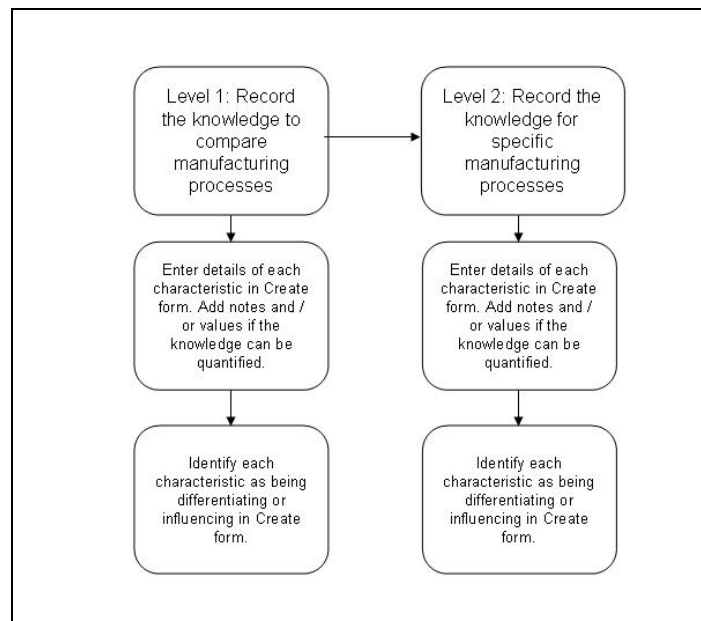 Level 1: Record
the knowledge to
compare
manufacturing
processes
Level 2: Record the
knowledge for
specific
manufacturing
processes
Enter details of each
characteristic in Create
form. Add notes and /
or values if the
knowledge can be
quantified.
Enter details of each
characteristic in Create
form. Add notes and /
or values if the
knowledge can be
quantified.
Identify each
characteristic as being
differentiating or
influencing in Create
form.
Identify each
characteristic as being
differentiating or
influencing in Create
form.